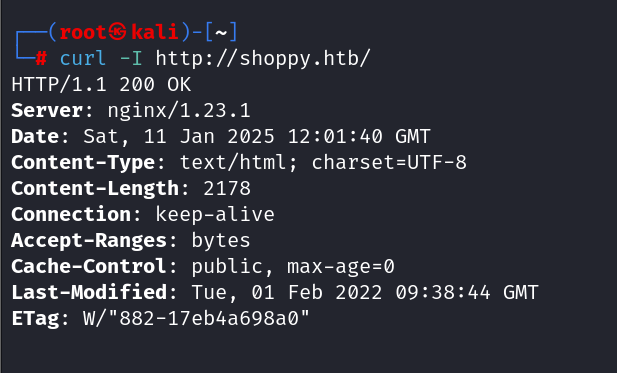 ┌──(root㉿kali)-[~]
└─# curl -I http://shoppy.htb/
HTTP/1.1 200 OK
Server: nginx/1.23.1
Date: Sat, 11 Jan 2025 12:01:40 GMT
Content-Type: text/html; charset=UTF-8
Content-Length: 2178
Connection: keep-alive
Accept-Ranges: bytes
Cache-Control: public, max-age=0
Last-Modified: Tue, 01 Feb 2022 09:38:44 GMT
ETag: W/"882-17eb4a698a0"